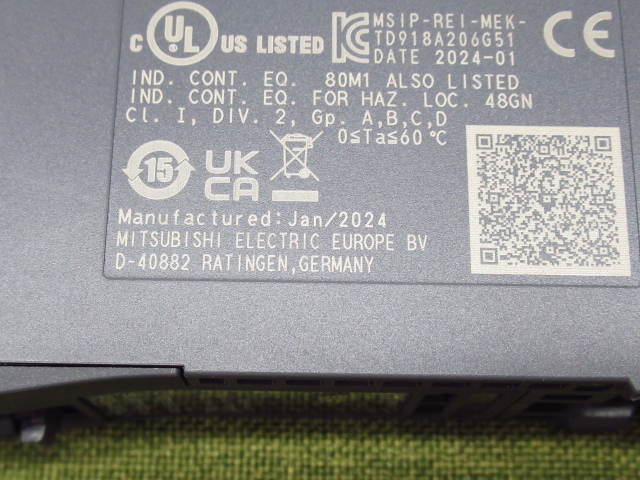 MSIP-REI-MEK-
C UL US LISTED TD918A206G51
DATE 2024-01
CE
IND. CONT. EQ. 80M1 ALSO LISTED
IND. CONT. EQ. FOR HAZ. LOC. 48GN
Cl. I, DIV. 2, Gp. A,B,C,D
0≤Ta≤60℃
15
UK
CA
Manufactured:Jan/2024
MITSUBISHI ELECTRIC EUROPE BV
D-40882 RATINGEN,GERMANY